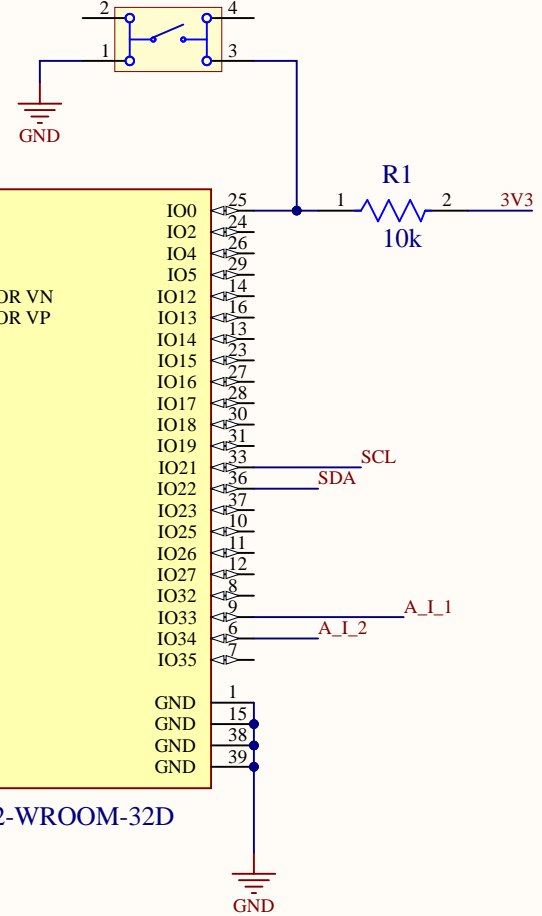 2 4
1 3
GND
R1
IO0 25 1 2 3V3
10k
IO2 24
IO4 26
IO5 29
OR VN IO12 14
OR VP IO13 16
IO14 13
IO15 23
IO16 27
IO17 28
IO18 30
IO19 31
IO21 33 SCL
IO22 36 SDA
IO23 37
IO25 10
IO26 11
IO27 12
IO32 8
IO33 9 A_I_1
IO34 6 A_I_2
IO35 7
GND 1
GND 15
GND 38
GND 39
2-WROOM-32D
GND